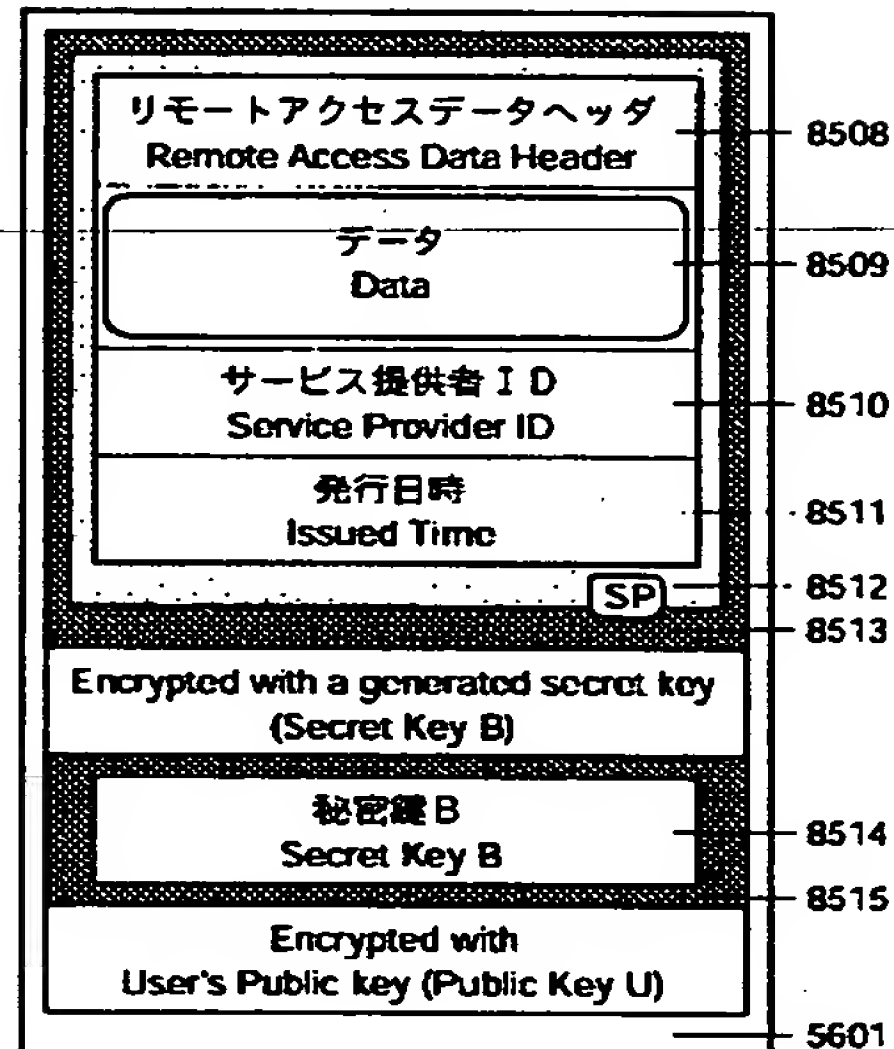 リモートアクセスデータヘッダ
Remote Access Data Header
8508
データ
Data
8509
サービス提供者ID
Service Provider ID
8510
発行日時
Issued Time
8511
SP
8512
8513
Encrypted with a generated secret key
(Secret Key B)
秘密鍵B
Secret Key B
8514
8515
Encrypted with
User's Public key (Public Key U)
5601